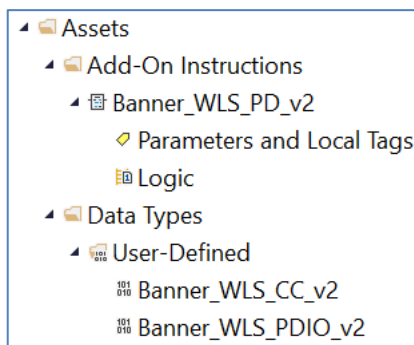 Assets
Add-On Instructions
Banner_WLS_PD_v2
Parameters and Local Tags
Logic
Data Types
User-Defined
Banner_WLS_CC_v2
Banner_WLS_PDIO_v2